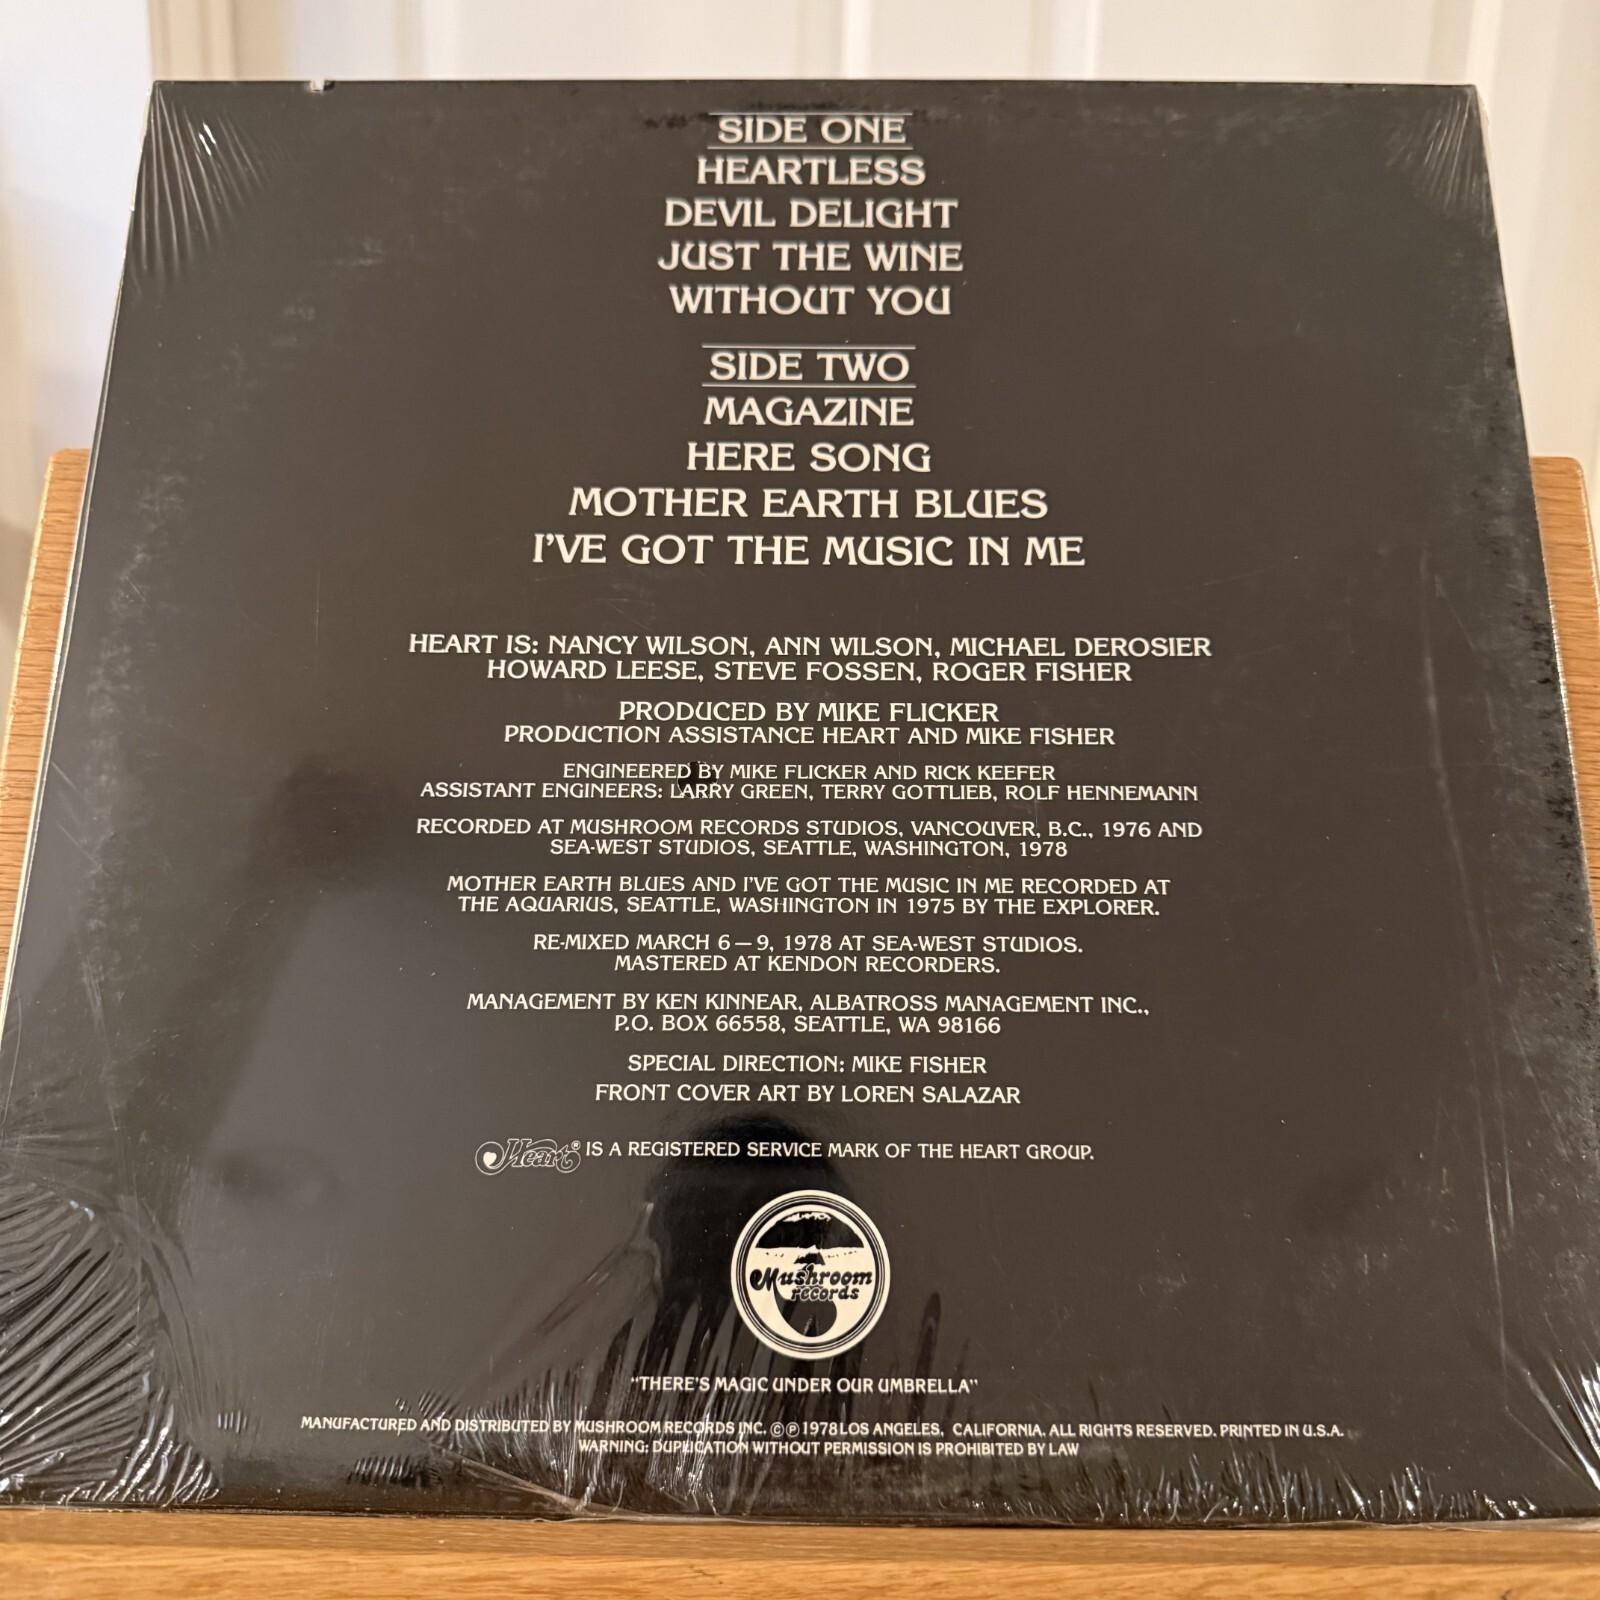 SIDE ONE
HEARTLESS
DEVIL DELIGHT
JUST THE WINE
WITHOUT YOU
SIDE TWO
MAGAZINE
HERE SONG
MOTHER EARTH BLUES
I'VE GOT THE MUSIC IN ME
HEART IS: NANCY WILSON, ANN WILSON, MICHAEL DEROSIER
HOWARD LEESE, STEVE FOSSEN, ROGER FISHER
PRODUCED BY MIKE FLICKER
PRODUCTION ASSISTANCE HEART AND MIKE FISHER
ENGINEERED BY MIKE FLICKER AND RICK KEEFER
ASSISTANT ENGINEERS: LARRY GREEN, TERRY GOTTLIEB, ROLF HENNEMANN
RECORDED AT MUSHROOM RECORDS STUDIOS, VANCOUVER, B.C., 1976 AND
SEA-WEST STUDIOS, SEATTLE, WASHINGTON, 1978
MOTHER EARTH BLUES AND I'VE GOT THE MUSIC IN ME RECORDED AT
THE AQUARIUS, SEATTLE, WASHINGTON IN 1975 BY THE EXPLORER.
RE-MIXED MARCH 6 – 9, 1978 AT SEA-WEST STUDIOS.
MASTERED AT KENDON RECORDERS.
MANAGEMENT BY KEN KINNEAR, ALBATROSS MANAGEMENT INC.,
P.O. BOX 66558, SEATTLE, WA 98166
SPECIAL DIRECTION: MIKE FISHER
FRONT COVER ART BY LOREN SALAZAR
Heart® IS A REGISTERED SERVICE MARK OF THE HEART GROUP.
Mushroom
records
"THERE'S MAGIC UNDER OUR UMBRELLA"
MANUFACTURED AND DISTRIBUTED BY MUSHROOM RECORDS INC. ©℗ 1978 LOS ANGELES, CALIFORNIA. ALL RIGHTS RESERVED. PRINTED IN U.S.A.
WARNING: DUPLICATION WITHOUT PERMISSION IS PROHIBITED BY LAW